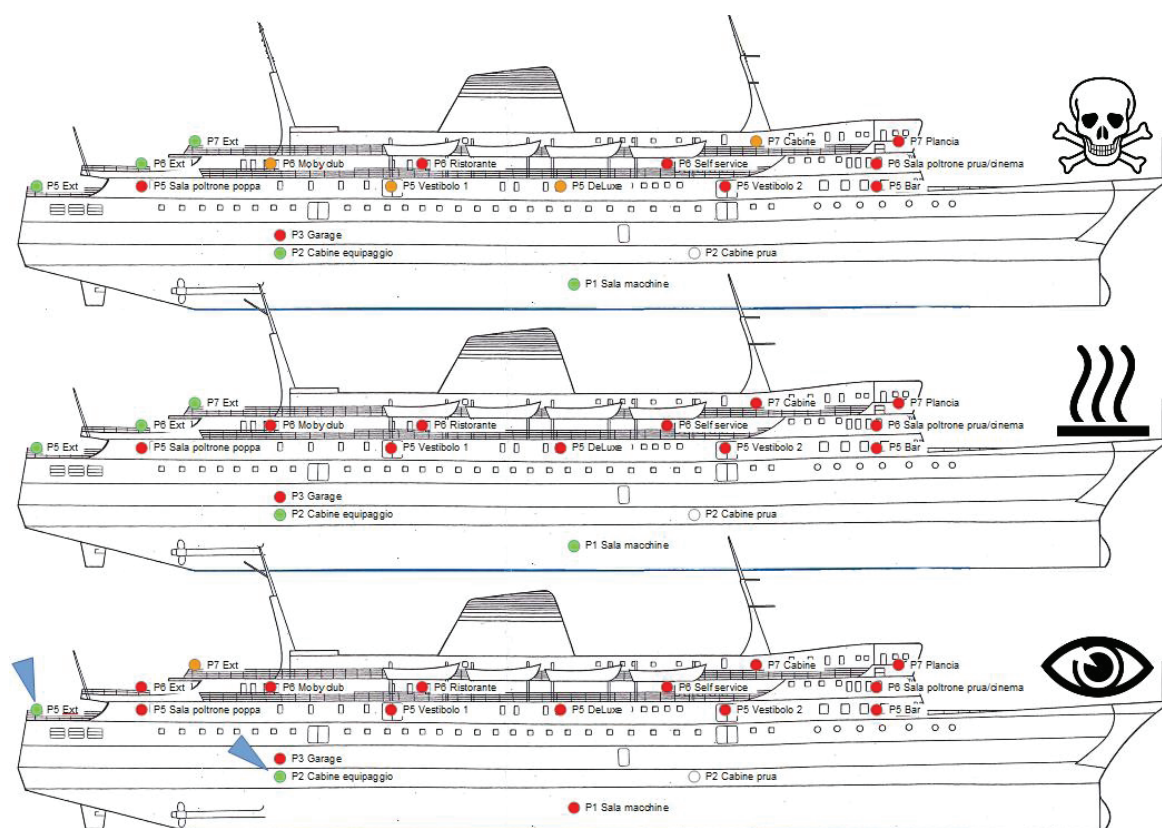 P7 Ext
P7 Cabine
P7 Plancia
P6 Ext
P6 Moby club
P6 Ristorante
P6 Self service
P6 Sala poltrone prua/cinema
P5 Ext
P5 Sala poltrone poppa
P5 Vestibolo 1
P5 DeLuxe
P5 Vestibolo 2
P5 Bar
P3 Garage
P2 Cabine equipaggio
P2 Cabine prua
P1 Sala macchine
P7 Ext
P7 Cabine
P7 Plancia
P6 Ext
P6 Moby club
P6 Ristorante
P6 Self service
P6 Sala poltrone prua/cinema
P5 Ext
P5 Sala poltrone poppa
P5 Vestibolo 1
P5 DeLuxe
P5 Vestibolo 2
P5 Bar
P3 Garage
P2 Cabine equipaggio
P2 Cabine prua
P1 Sala macchine
P7 Ext
P7 Cabine
P7 Plancia
P6 Ext
P6 Moby club
P6 Ristorante
P6 Self service
P6 Sala poltrone prua/cinema
P5 Ext
P5 Sala poltrone poppa
P5 Vestibolo 1
P5 DeLuxe
P5 Vestibolo 2
P5 Bar
P3 Garage
P2 Cabine equipaggio
P2 Cabine prua
P1 Sala macchine